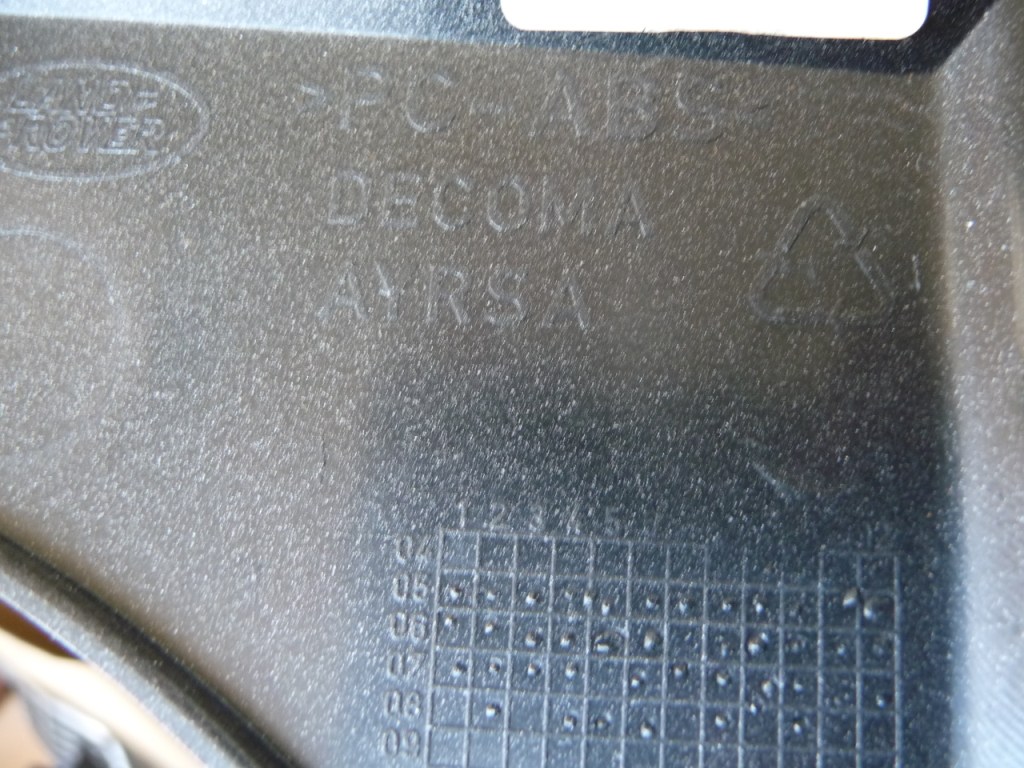 LAND
ROVER
>PC-ABS<
DECOMA
AYRSA
1 2 3 4 5
04
05
06
07
08
09